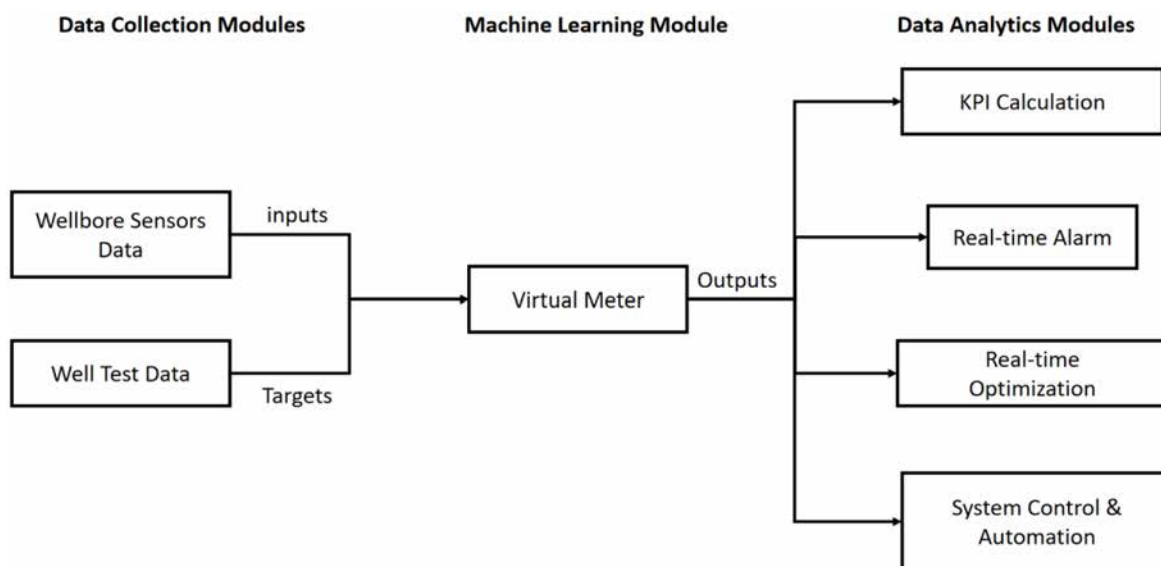 Data Collection Modules
Machine Learning Module
Data Analytics Modules
KPI Calculation
Wellbore Sensors
Data
inputs
Real-time Alarm
Virtual Meter
Outputs
Well Test Data
Targets
Real-time
Optimization
System Control &
Automation